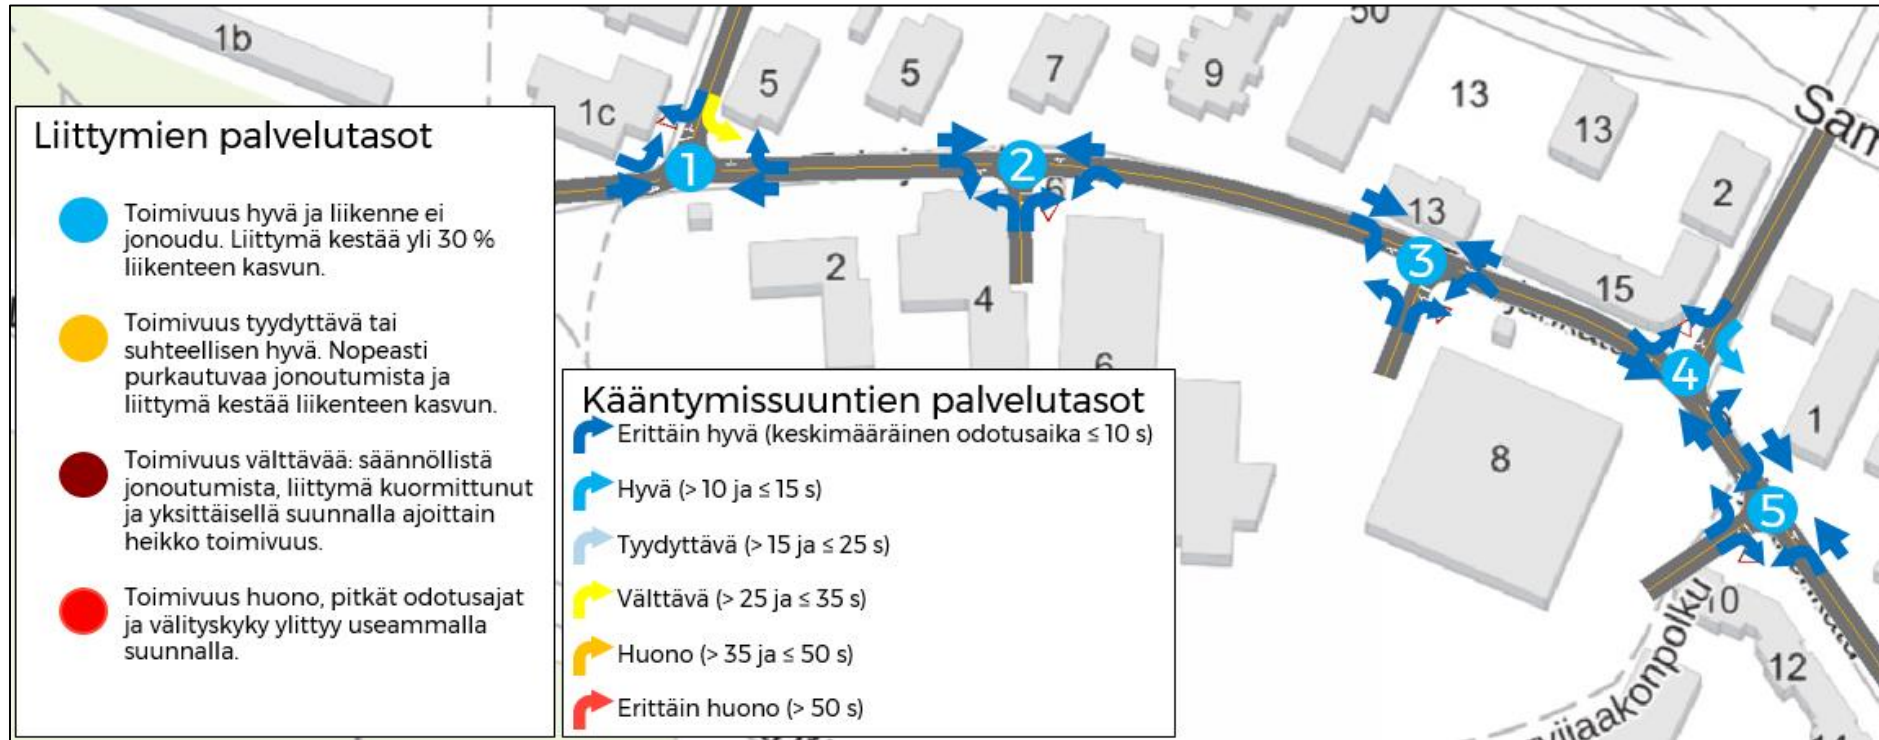 1b
50
5
5
7
9
1c
13
13
Sam
2
Liittymien palvelutasot
Toimivuus hyvä ja liikenne ei
jonoudu. Liittymä kestää yli 30 %
liikenteen kasvun.
Toimivuus tyydyttävä tai
suhteellisen hyvä. Nopeasti
purkautuvaa jonoutumista ja
liittymä kestää liikenteen kasvun.
Toimivuus välttävää: säännöllistä
jonoutumista, liittymä kuormittunut
ja yksittäisellä suunnalla ajoittain
heikko toimivuus.
Toimivuus huono, pitkät odotusajat
ja välityskyky ylittyy useammalla
suunnalla.
1
2
6
13
3
2
4
15
4
6
1
8
5
10
12
Kääntymissuuntien palvelutasot
Erittäin hyvä (keskimääräinen odotusaika ≤ 10 s)
Hyvä (> 10 ja ≤ 15 s)
Tyydyttävä (> 15 ja ≤ 25 s)
Välttävä (> 25 ja ≤ 35 s)
Huono (> 35 ja ≤ 50 s)
Erittäin huono (> 50 s)